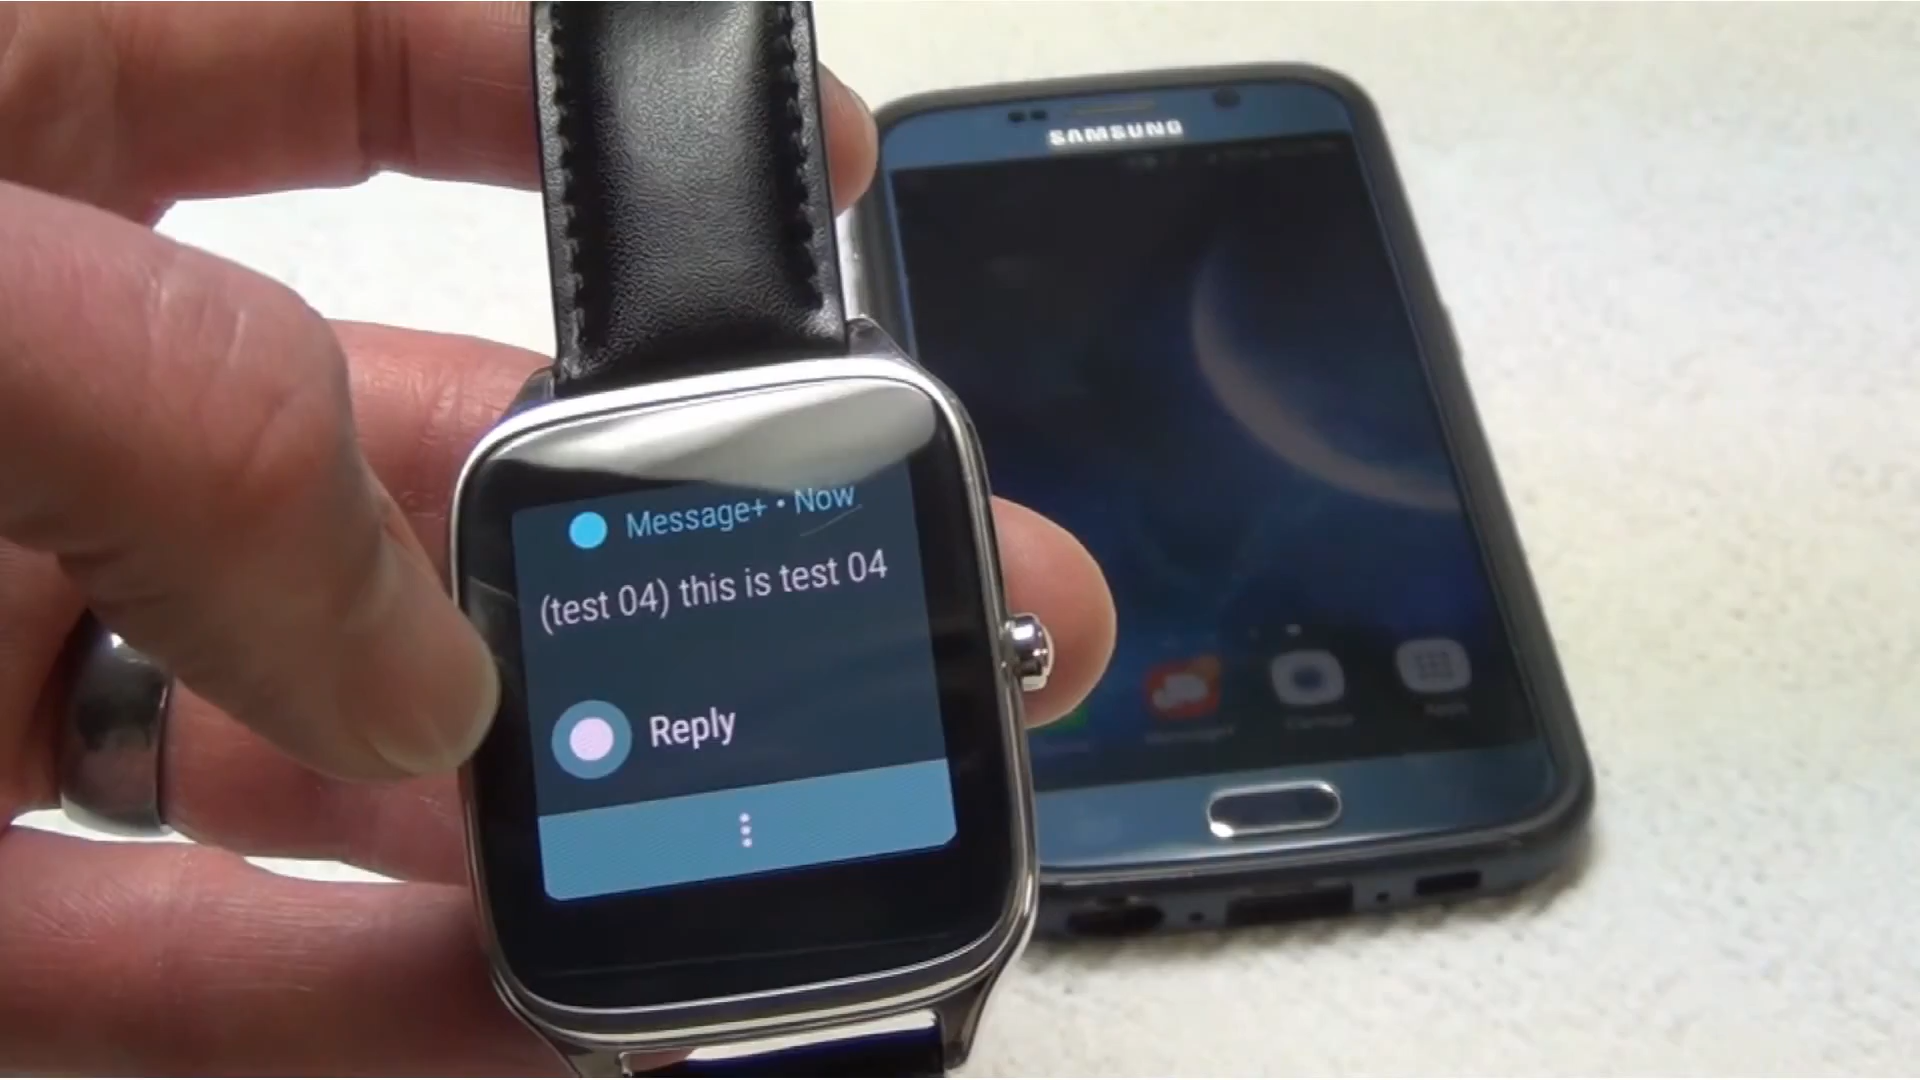 SAMSUNG
Message+ • Now
(test 04) this is test 04
Reply